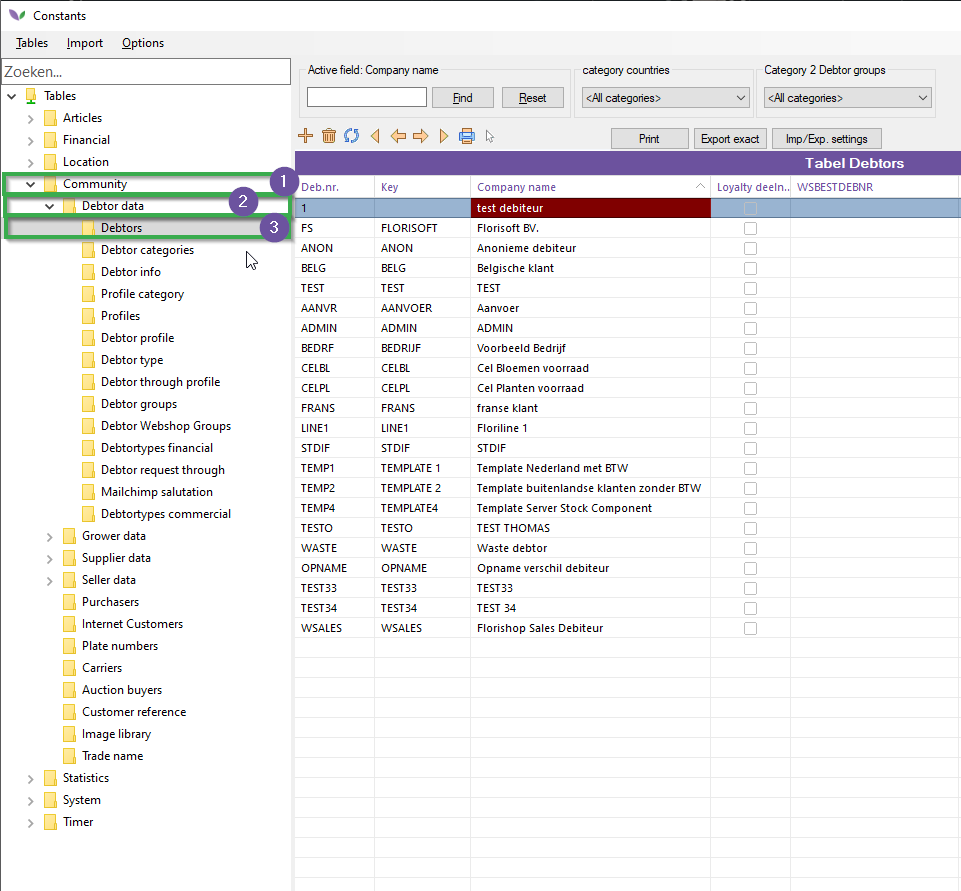 Constants
Tables Import Options
Zoeken...
Tables
Articles
Financial
Location
Community 1
Debtor data 2
Debtors 3
Debtor categories
Debtor info
Profile category
Profiles
Debtor profile
Debtor type
Debtor through profile
Debtor groups
Debtor Webshop Groups
Debtortypes financial
Debtor request through
Mailchimp salutation
Debtortypes commercial
Grower data
Supplier data
Seller data
Purchasers
Internet Customers
Plate numbers
Carriers
Auction buyers
Customer reference
Image library
Trade name
Statistics
System
Timer
Active field: Company name
Find Reset
category countries
<All categories>
Category 2 Debtor groups
<All categories>
Print Export exact Imp/Exp. settings
Tabel Debtors
Deb.nr. Key Company name Loyalty deeln.. WSBESTDEBNR
1 test debiteur
FS FLORISOFT Florisoft BV.
ANON ANON Anonieme debiteur
BELG BELG Belgische klant
TEST TEST TEST
AANVR AANVOER Aanvoer
ADMIN ADMIN ADMIN
BEDRF BEDRIJF Voorbeeld Bedrijf
CELBL CELBL Cel Bloemen voorraad
CELPL CELPL Cel Planten voorraad
FRANS FRANS franse klant
LINE1 LINE1 Floriline 1
STDIF STDIF STDIF
TEMP1 TEMPLATE 1 Template Nederland met BTW
TEMP2 TEMPLATE 2 Template buitenlandse klanten zonder BTW
TEMP4 TEMPLATE4 Template Server Stock Component
TESTO TESTO TEST THOMAS
WASTE WASTE Waste debtor
OPNAME OPNAME Opname verschil debiteur
TEST33 TEST33 TEST33
TEST34 TEST34 TEST 34
WSALES WSALES Florishop Sales Debiteur